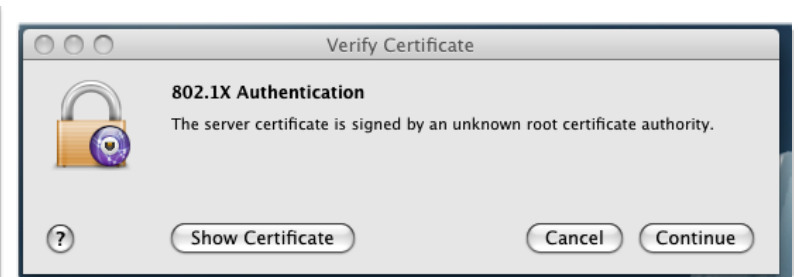 Verify Certificate
802.1X Authentication
The server certificate is signed by an unknown root certificate authority.
?
Show Certificate
Cancel
Continue